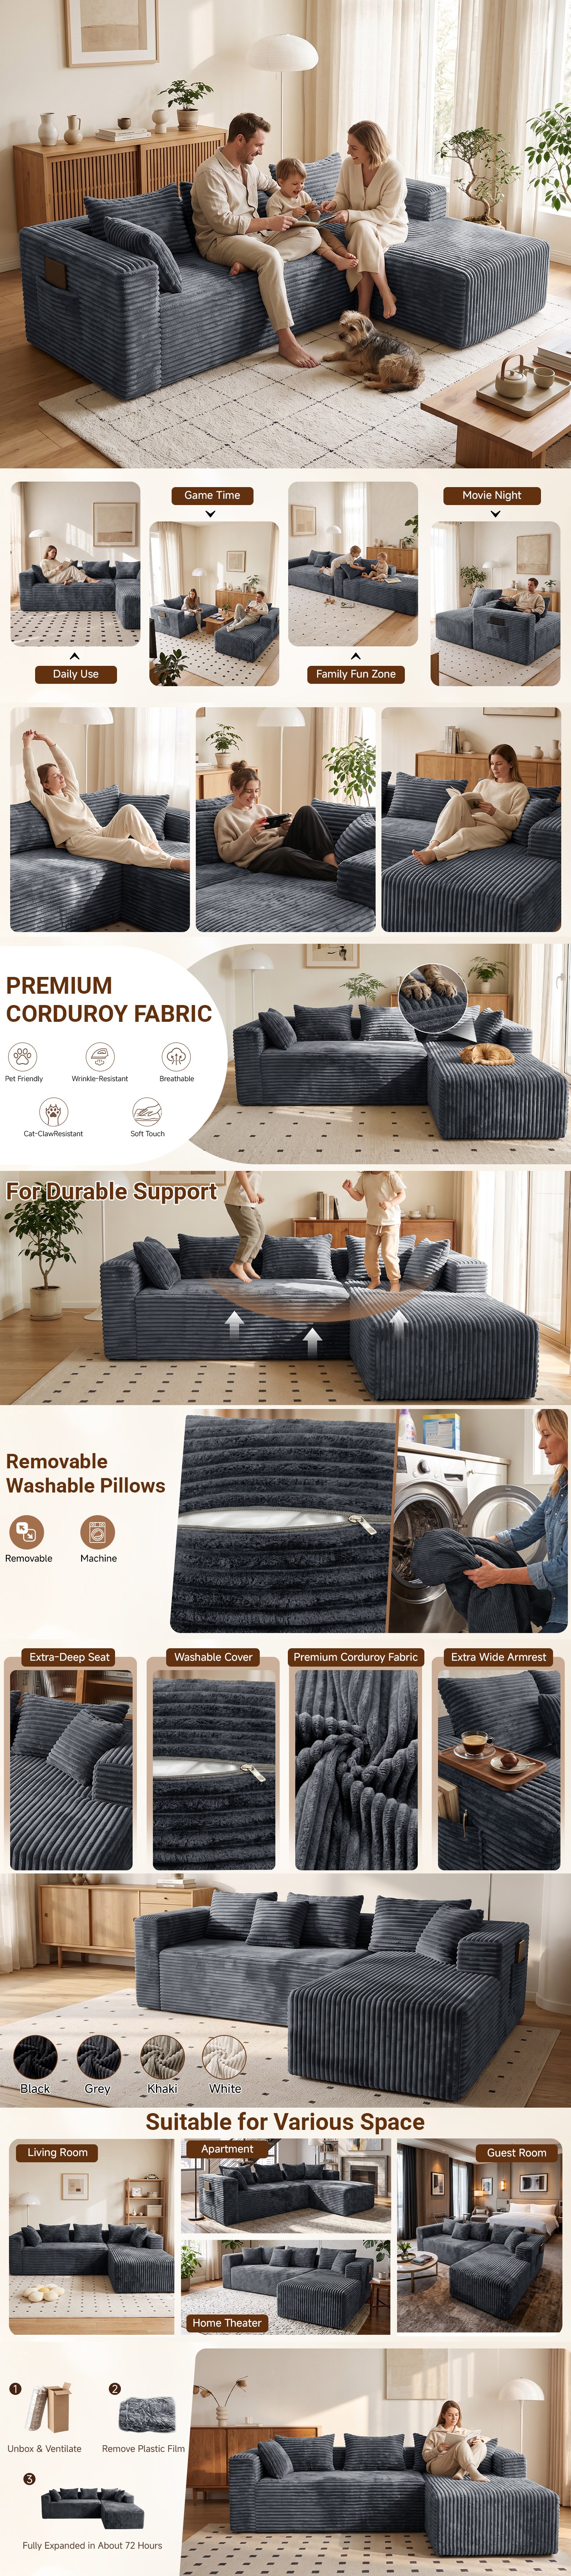 Game Time
Movie Night
Daily Use
Family Fun Zone
PREMIUM
CORDUROY FABRIC
Pet Friendly
Wrinkle-Resistant
Breathable
Cat-ClawResistant
Soft Touch
For Durable Support
Removable
Washable Pillows
Removable
Machine
Extra-Deep Seat
Washable Cover
Premium Corduroy Fabric
Extra Wide Armrest
Black
Grey
Khaki
White
Suitable for Various Space
Living Room
Apartment
Guest Room
Home Theater
1
2
Unbox & Ventilate
Remove Plastic Film
3
Fully Expanded in About 72 Hours